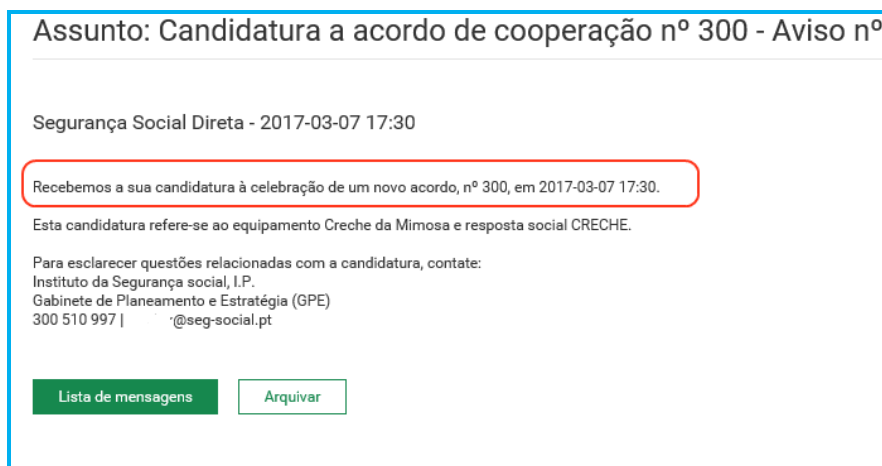 Assunto: Candidatura a acordo de cooperação nº 300 - Aviso nº
Segurança Social Direta - 2017-03-07 17:30
Recebemos a sua candidatura à celebração de um novo acordo, nº 300, em 2017-03-07 17:30.
Esta candidatura refere-se ao equipamento Creche da Mimosa e resposta social CRECHE.
Para esclarecer questões relacionadas com a candidatura, contate:
Instituto da Segurança social, I.P.
Gabinete de Planeamento e Estratégia (GPE)
300 510 997 | @seg-social.pt
Lista de mensagens
Arquivar